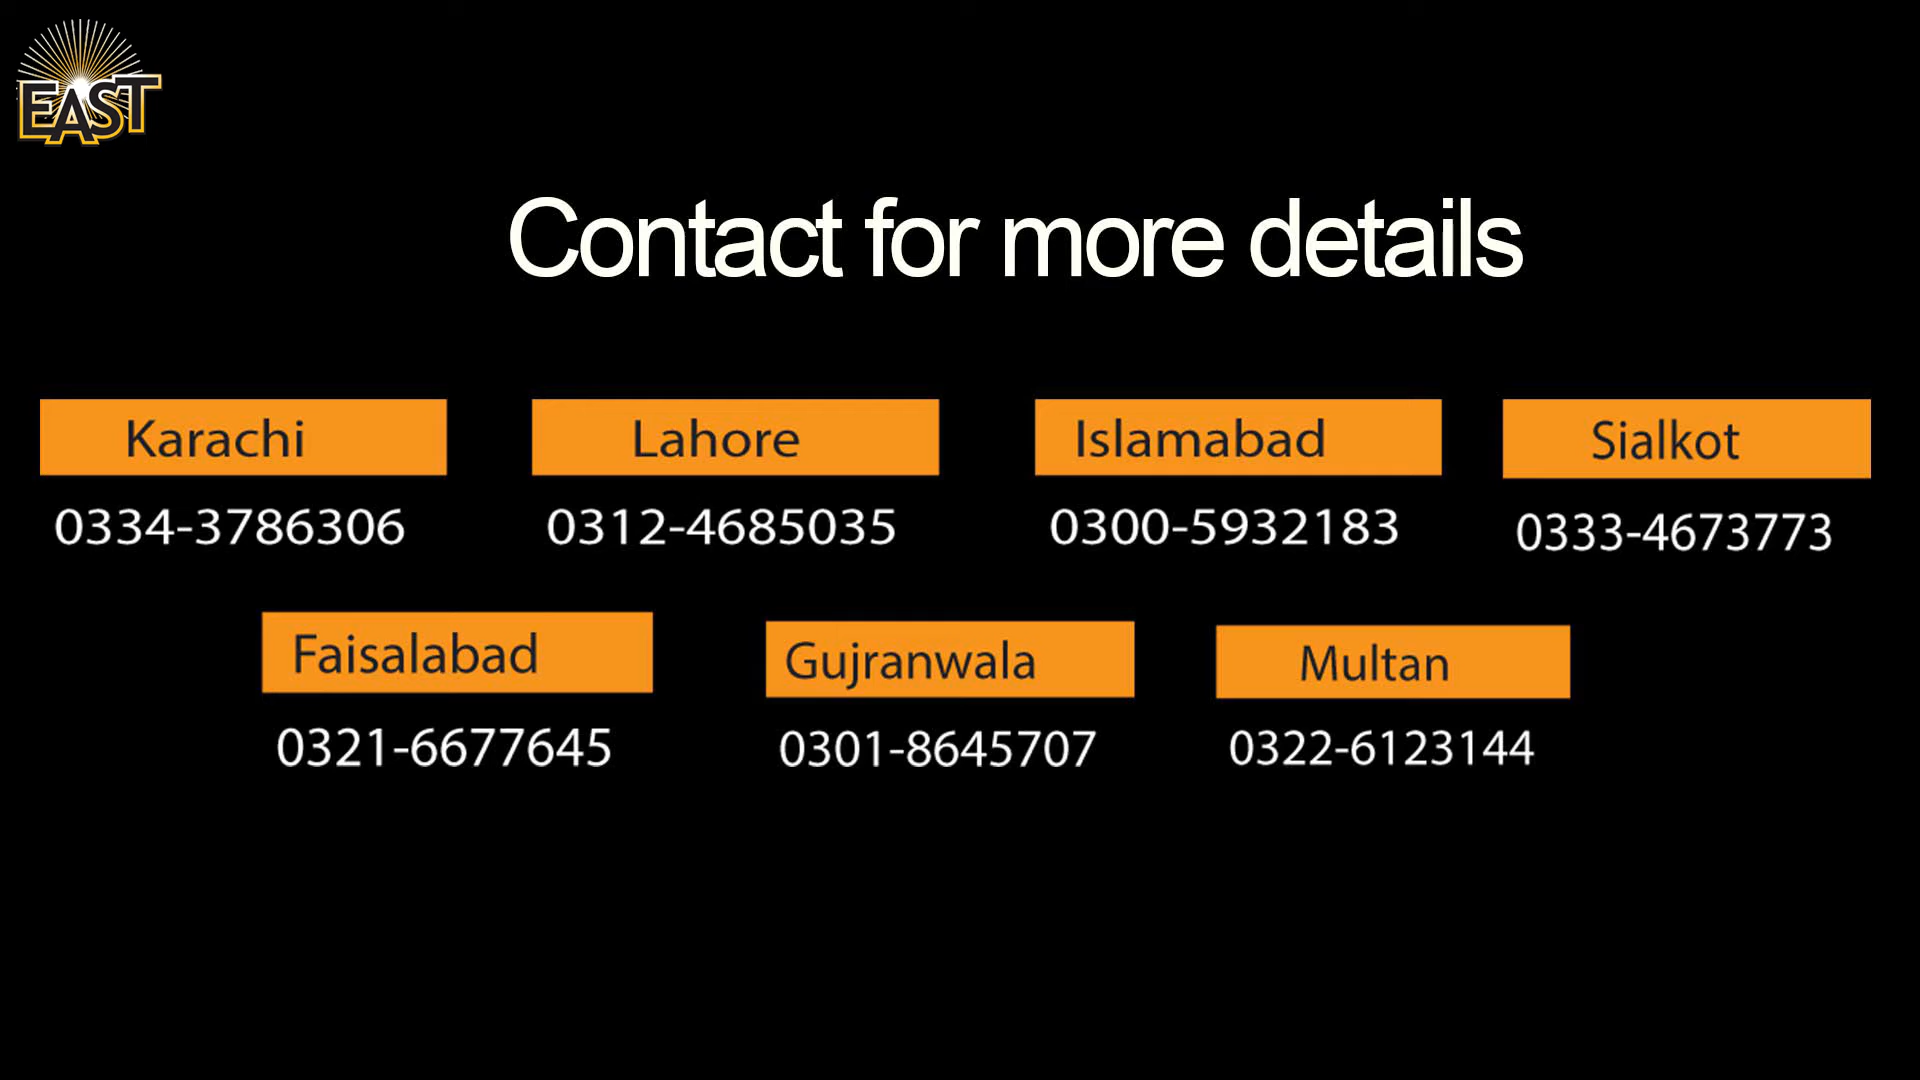 EAST
Contact for more details
Karachi
0334-3786306
Lahore
0312-4685035
Islamabad
0300-5932183
Sialkot
0333-4673773
Faisalabad
0321-6677645
Gujranwala
0301-8645707
Multan
0322-6123144